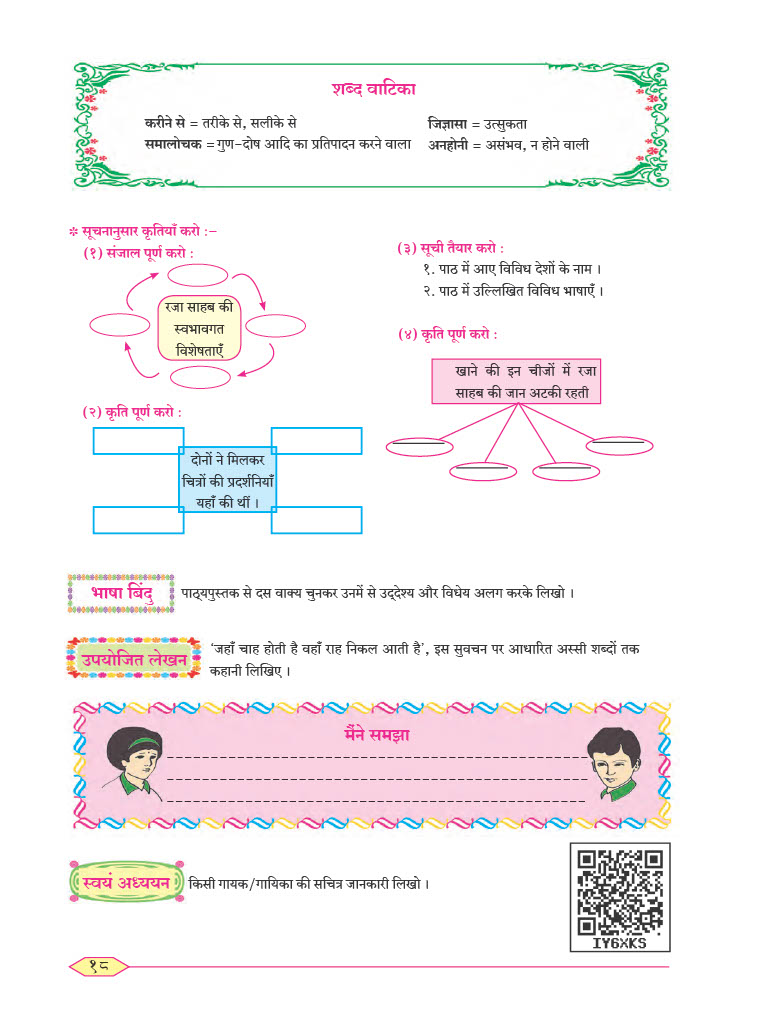 शब्द वाटिका
करीने से = तरीके से, सलीके से
समालोचक = गुण-दोष आदि का प्रतिपादन करने वाला
जिज्ञासा = उत्सुकता
अनहोनी = असंभव, न होने वाली
* सूचनानुसार कृतियाँ करो :-
(१) संजाल पूर्ण करो :
रजा साहब की
स्वभावगत
विशेषताएँ
(२) कृति पूर्ण करो :
दोनों ने मिलकर
चित्रों की प्रदर्शनियाँ
यहाँ की थीं ।
(३) सूची तैयार करो :
१. पाठ में आए विविध देशों के नाम ।
२. पाठ में उल्लिखित विविध भाषाएँ ।
(४) कृति पूर्ण करो :
खाने की इन चीजों में रजा
साहब की जान अटकी रहती
भाषा बिंदु
पाठ्यपुस्तक से दस वाक्य चुनकर उनमें से उद्देश्य और विधेय अलग करके लिखो ।
उपयोजित लेखन
‘जहाँ चाह होती है वहाँ राह निकल आती है’, इस सुवचन पर आधारित अस्सी शब्दों तक
कहानी लिखिए ।
मैंने समझा
स्वयं अध्ययन
किसी गायक/गायिका की सचित्र जानकारी लिखो ।
IY6XKS
१८